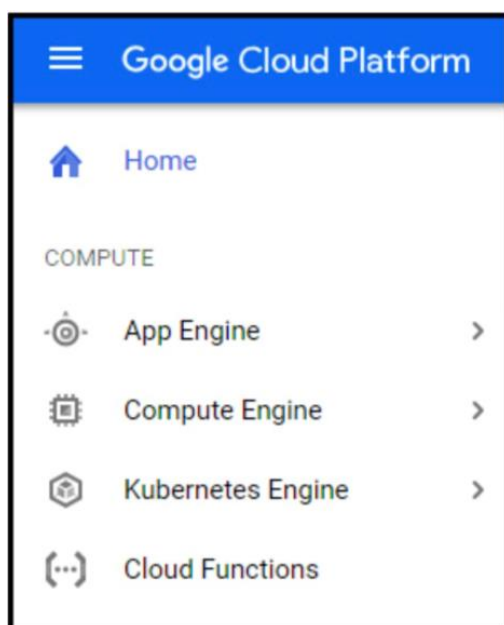 Google Cloud Platform
Home
COMPUTE
App Engine
Compute Engine
Kubernetes Engine
Cloud Functions